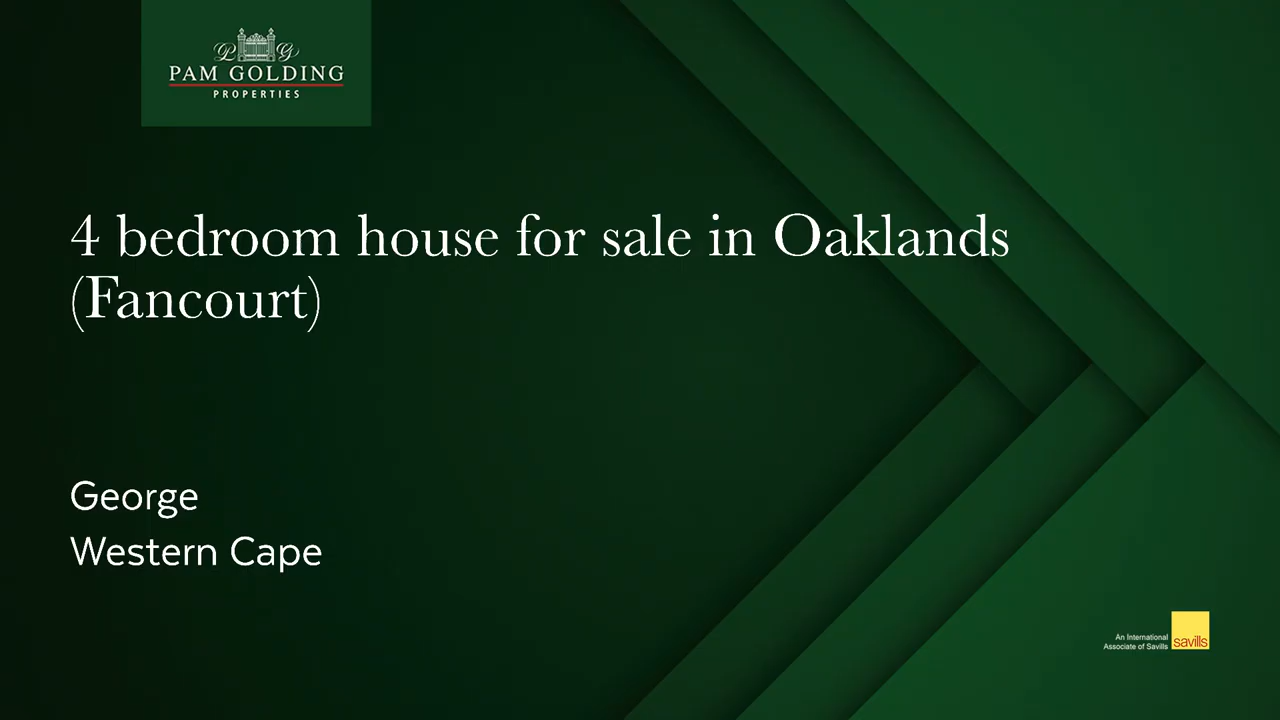 P G
PAM GOLDING
PROPERTIES
4 bedroom house for sale in Oaklands
(Fancourt)
George
Western Cape
An International
Associate of Savills
savills